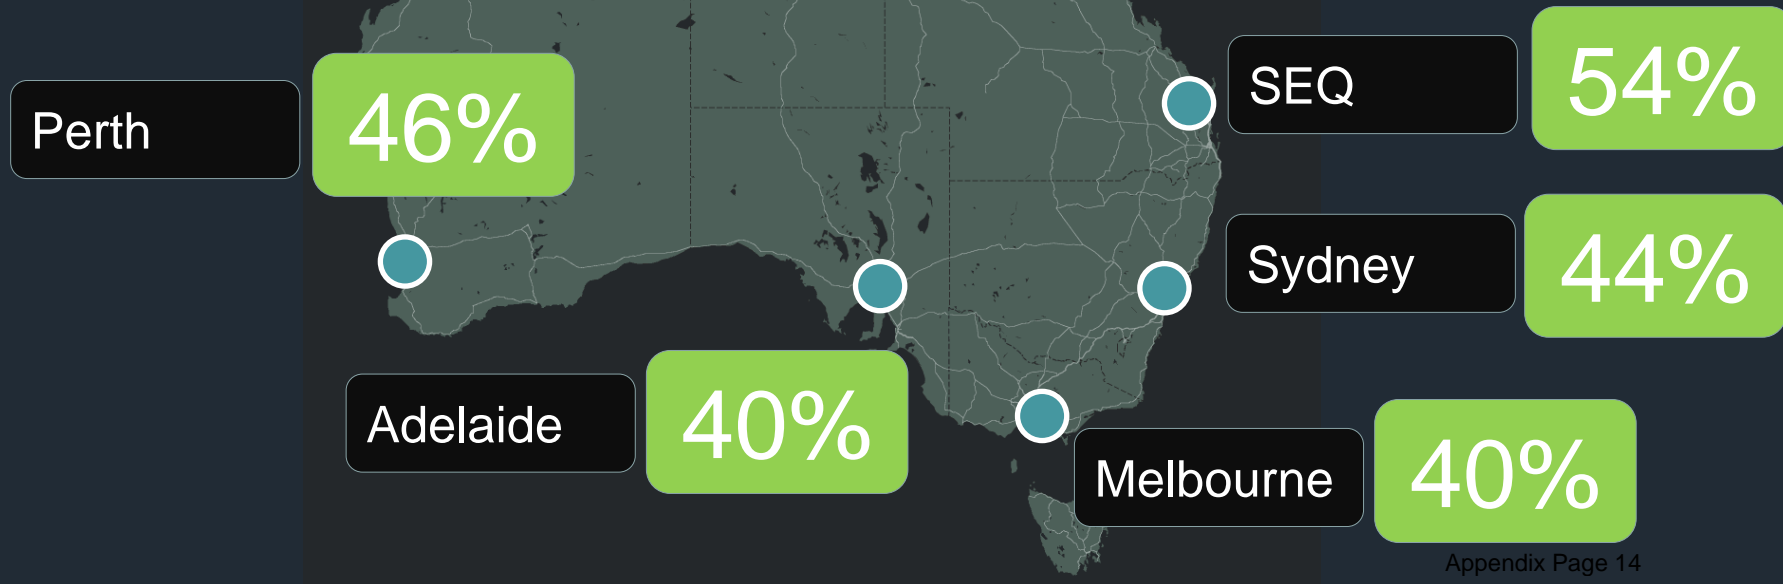 SEQ
54%
Perth
46%
Sydney
44%
Adelaide
40%
Melbourne
40%
Appendix Page 14